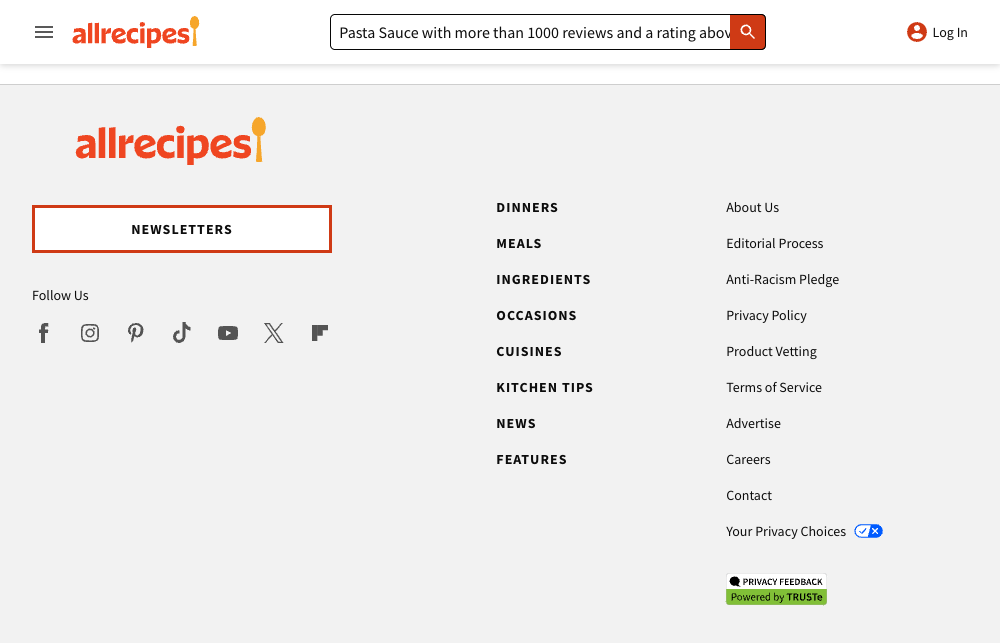 allrecipes
Pasta Sauce with more than 1000 reviews and a rating abov
Log In
allrecipes
NEWSLETTERS
Follow Us
DINNERS
MEALS
INGREDIENTS
OCCASIONS
CUISINES
KITCHEN TIPS
NEWS
FEATURES
About Us
Editorial Process
Anti-Racism Pledge
Privacy Policy
Product Vetting
Terms of Service
Advertise
Careers
Contact
Your Privacy Choices
PRIVACY FEEDBACK
Powered by TRUSTe